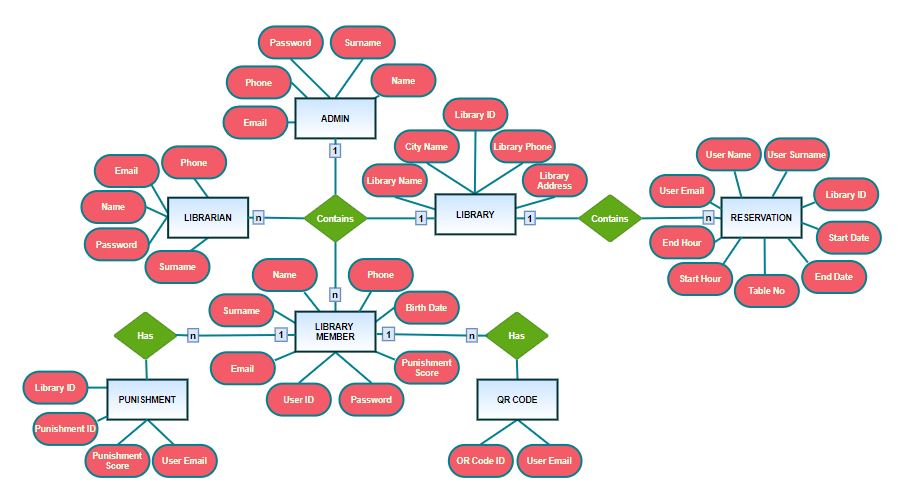 Password
Surname
Phone
Name
Email
ADMIN
1
Library ID
City Name
Library Phone
Library Name
Library
Address
LIBRARY
Email
Phone
Name
Password
Surname
LIBRARIAN
n
Contains
1
1
Contains
n
User Name
User Surname
User Email
Library ID
RESERVATION
End Hour
Start Date
Start Hour
Table No
End Date
n
Name
Phone
Surname
Birth Date
LIBRARY
MEMBER
Has
n
1
1
n
Has
Email
Punishment
Score
User ID
Password
Library ID
PUNISHMENT
Punishment ID
Punishment
Score
User Email
QR CODE
QR Code ID
User Email